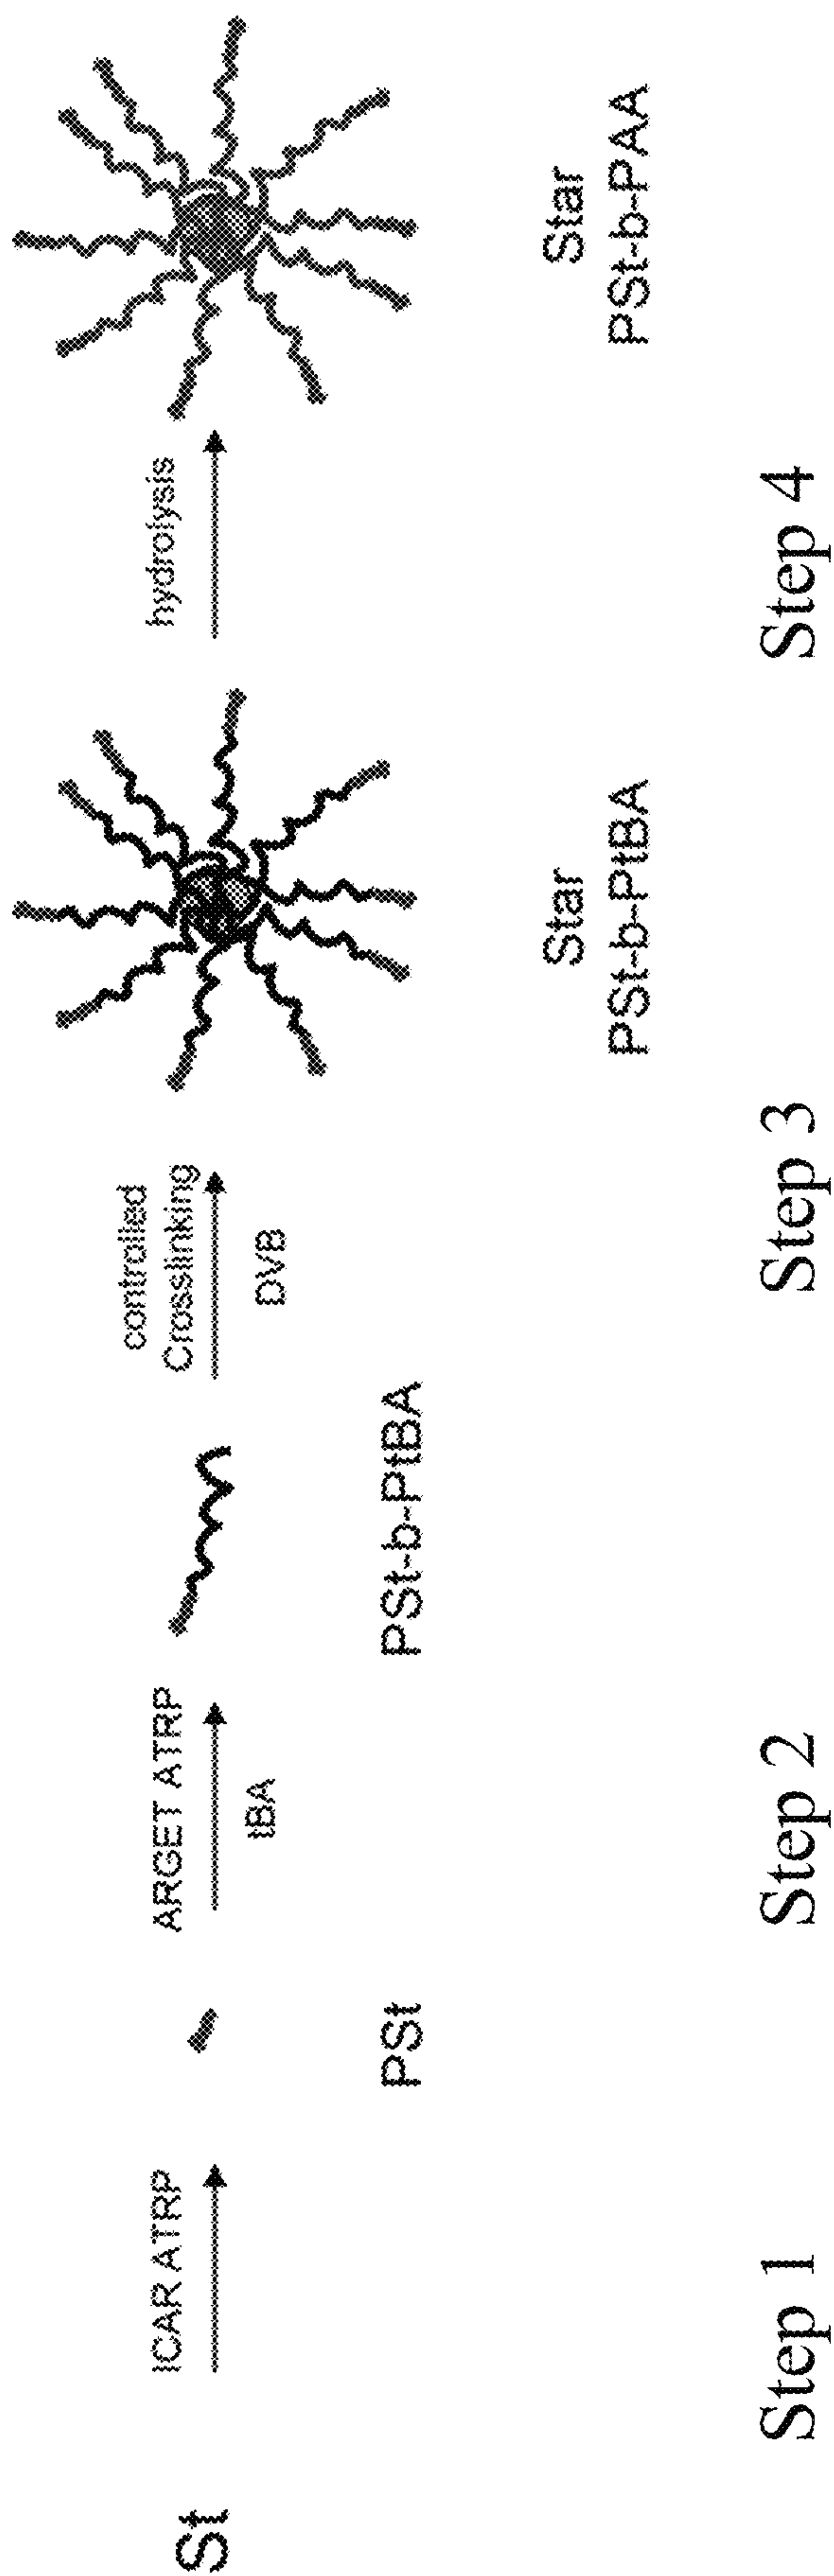 St
ICAR ATRP
PSt
ARGET ATRP
tBA
PSt-b-PtBA
controlled
Crosslinking
DVB
Star
PSt-b-PtBA
hydrolysis
Star
PSt-b-PAA
Step 1
Step 2
Step 3
Step 4